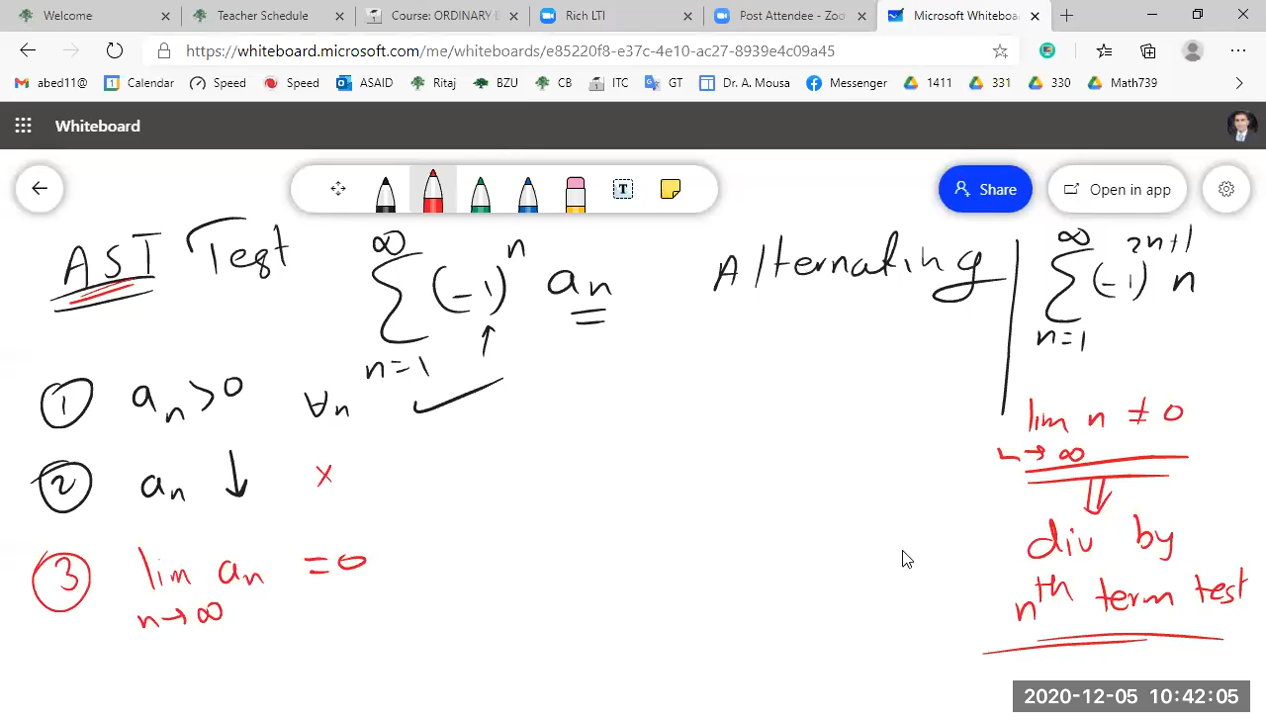 Welcome
Teacher Schedule
Course: ORDINARY
Rich LTI
Post Attendee - Zoo
Microsoft Whiteboa
https://whiteboard.microsoft.com/me/whiteboards/e85220f8-e37c-4e10-ac27-8939e4c09a45
abed11@ Calendar Speed Speed ASAID Ritaj BZU CB ITC GT Dr. A. Mousa Messenger 1411 331 330 Math739
Whiteboard
Share
Open in app
AST Test
∞
∑ (-1)^n a_n
n=1
Alternating
① a_n > 0 ∀n ✓
② a_n ↓ ×
③ lim a_n = 0
n→∞
∞
∑ (-1)^{2n+1} n
n=1
lim n ≠ 0
n→∞
⇓
div by
n^th term test
2020-12-05 10:42:05